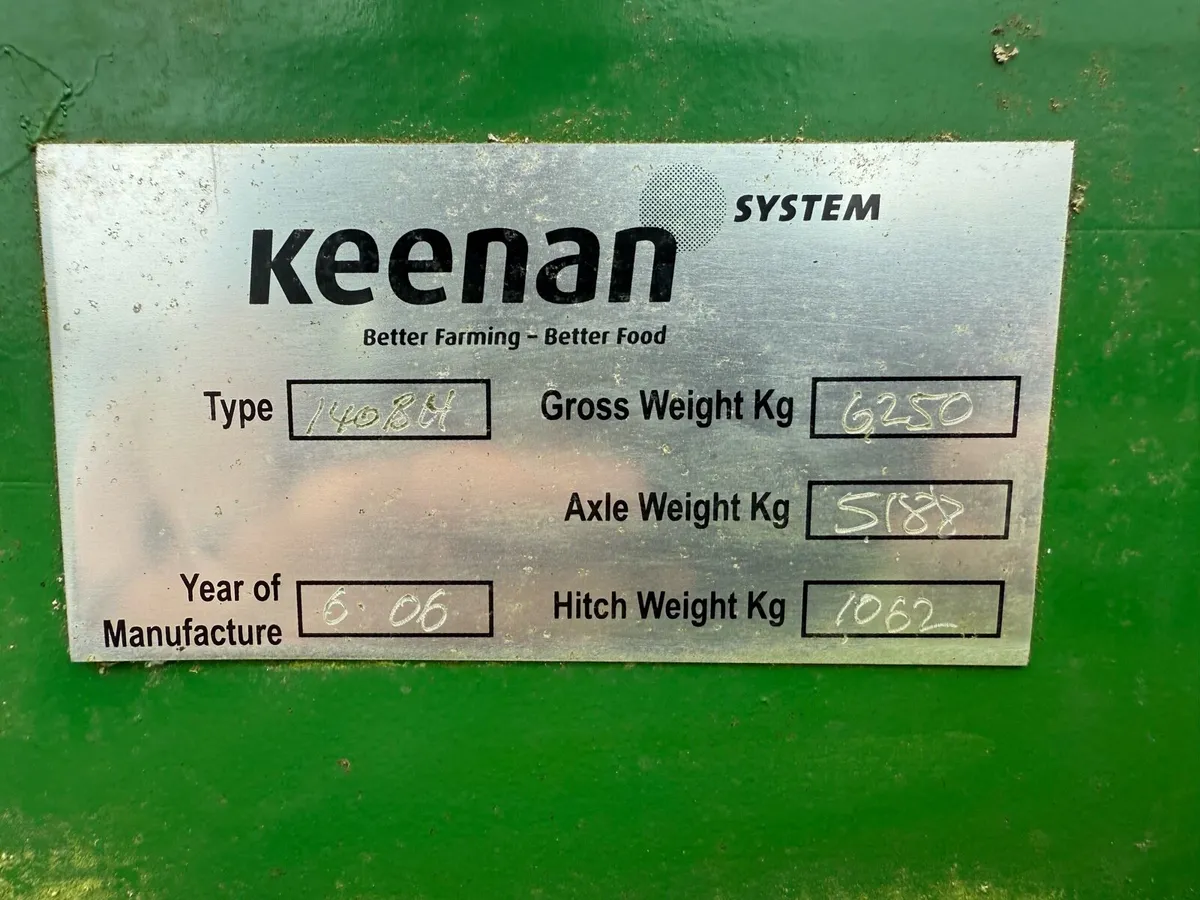 SYSTEM
Keenan
Better Farming – Better Food
Type 140BH Gross Weight Kg 6250
Axle Weight Kg 5188
Year of Manufacture 6 06 Hitch Weight Kg 1062